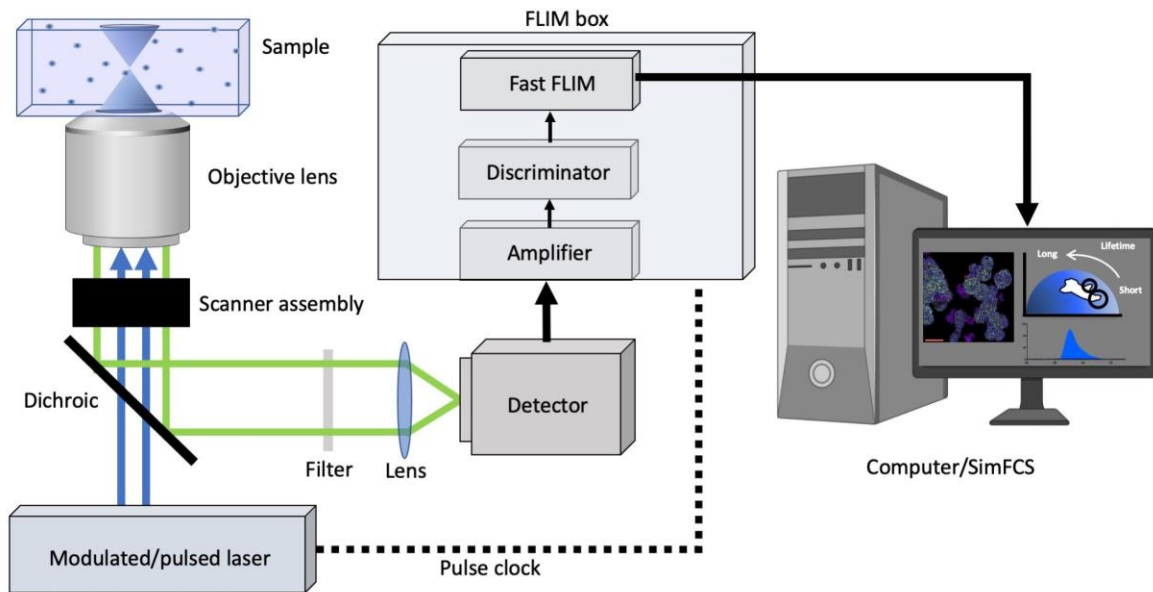 FLIM box
Sample
Fast FLIM
Discriminator
Objective lens
Amplifier
Lifetime
Long
Short
Scanner assembly
Dichroic
Detector
Filter
Lens
Computer/SimFCS
Modulated/pulsed laser
Pulse clock